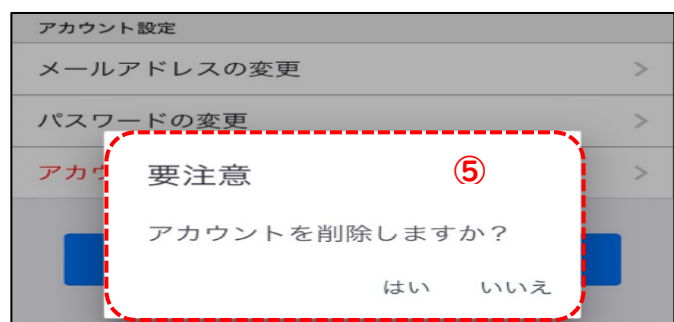 アカウント設定
メールアドレスの変更
パスワードの変更
アカウ
要注意
⑤
アカウントを削除しますか？
はい
いいえ